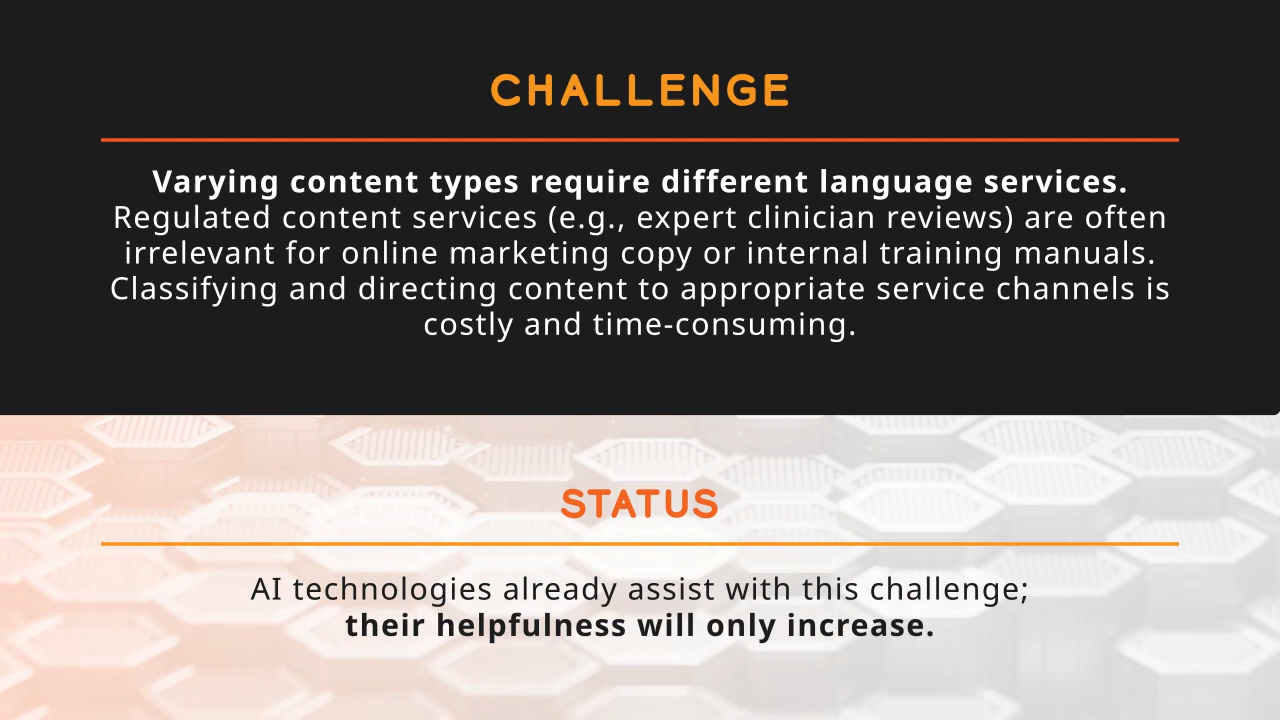 CHALLENGE
Varying content types require different language services.
Regulated content services (e.g., expert clinician reviews) are often
irrelevant for online marketing copy or internal training manuals.
Classifying and directing content to appropriate service channels is
costly and time-consuming.
STATUS
AI technologies already assist with this challenge;
their helpfulness will only increase.